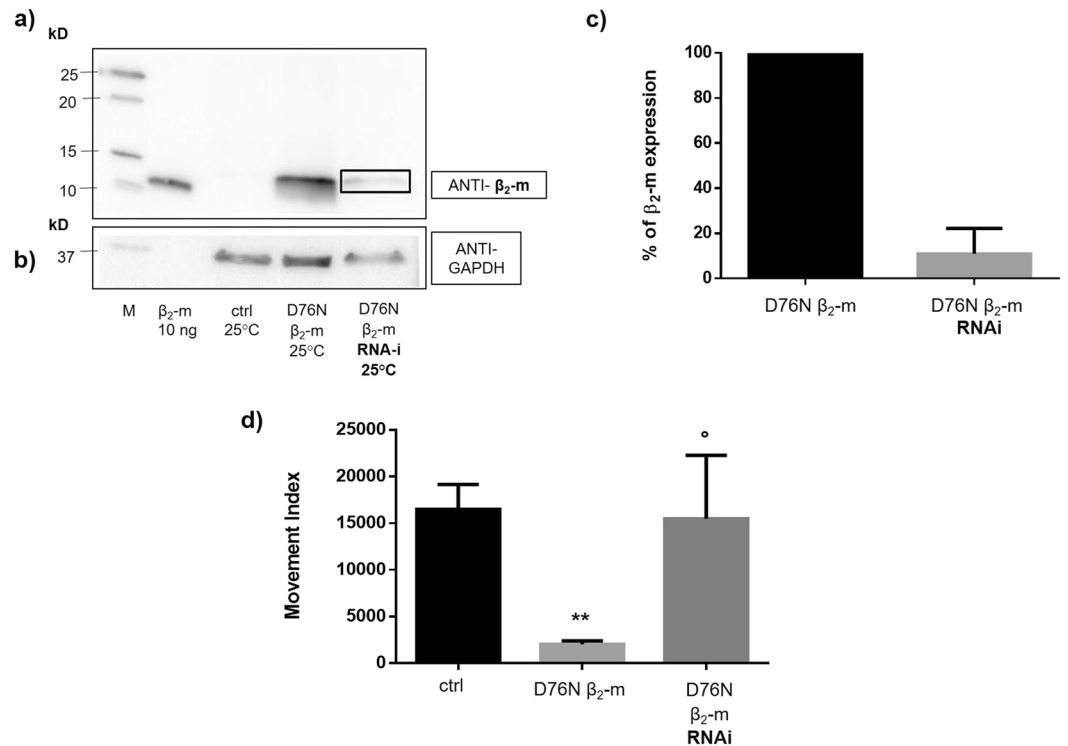 a)
kD
25
20
15
10
ANTI- β₂-m
kD
b)
37
ANTI-
GAPDH
M
β₂-m
10 ng
ctrl
25°C
D76N
β₂-m
25°C
D76N
β₂-m
RNA-i
25°C
c)
% of β₂-m expression
100
80
60
40
20
0
D76N β₂-m
D76N β₂-m
RNAi
d)
Movement Index
25000
20000
15000
10000
5000
0
**
°
ctrl
D76N β₂-m
D76N
β₂-m
RNAi